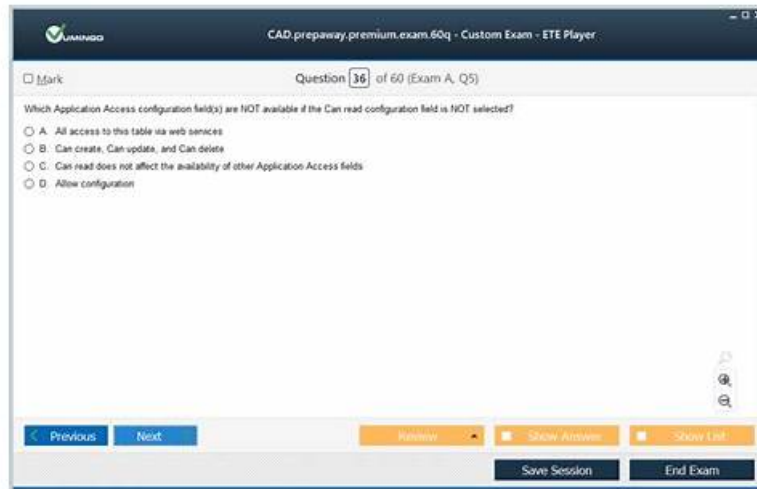 VUMINGO
CAD.prepaway.premium.exam.60q - Custom Exam - ETE Player
Mark
Question 36 of 60 (Exam A, Q5)
Which Application Access configuration field(s) are NOT available if the Can read configuration field is NOT selected?
A. All access to this table via web services
B. Can create, Can update, and Can delete
C. Can read does not affect the availability of other Application Access fields
D. Allow configuration
Previous
Next
Review
Show Answer
Show List
Save Session
End Exam